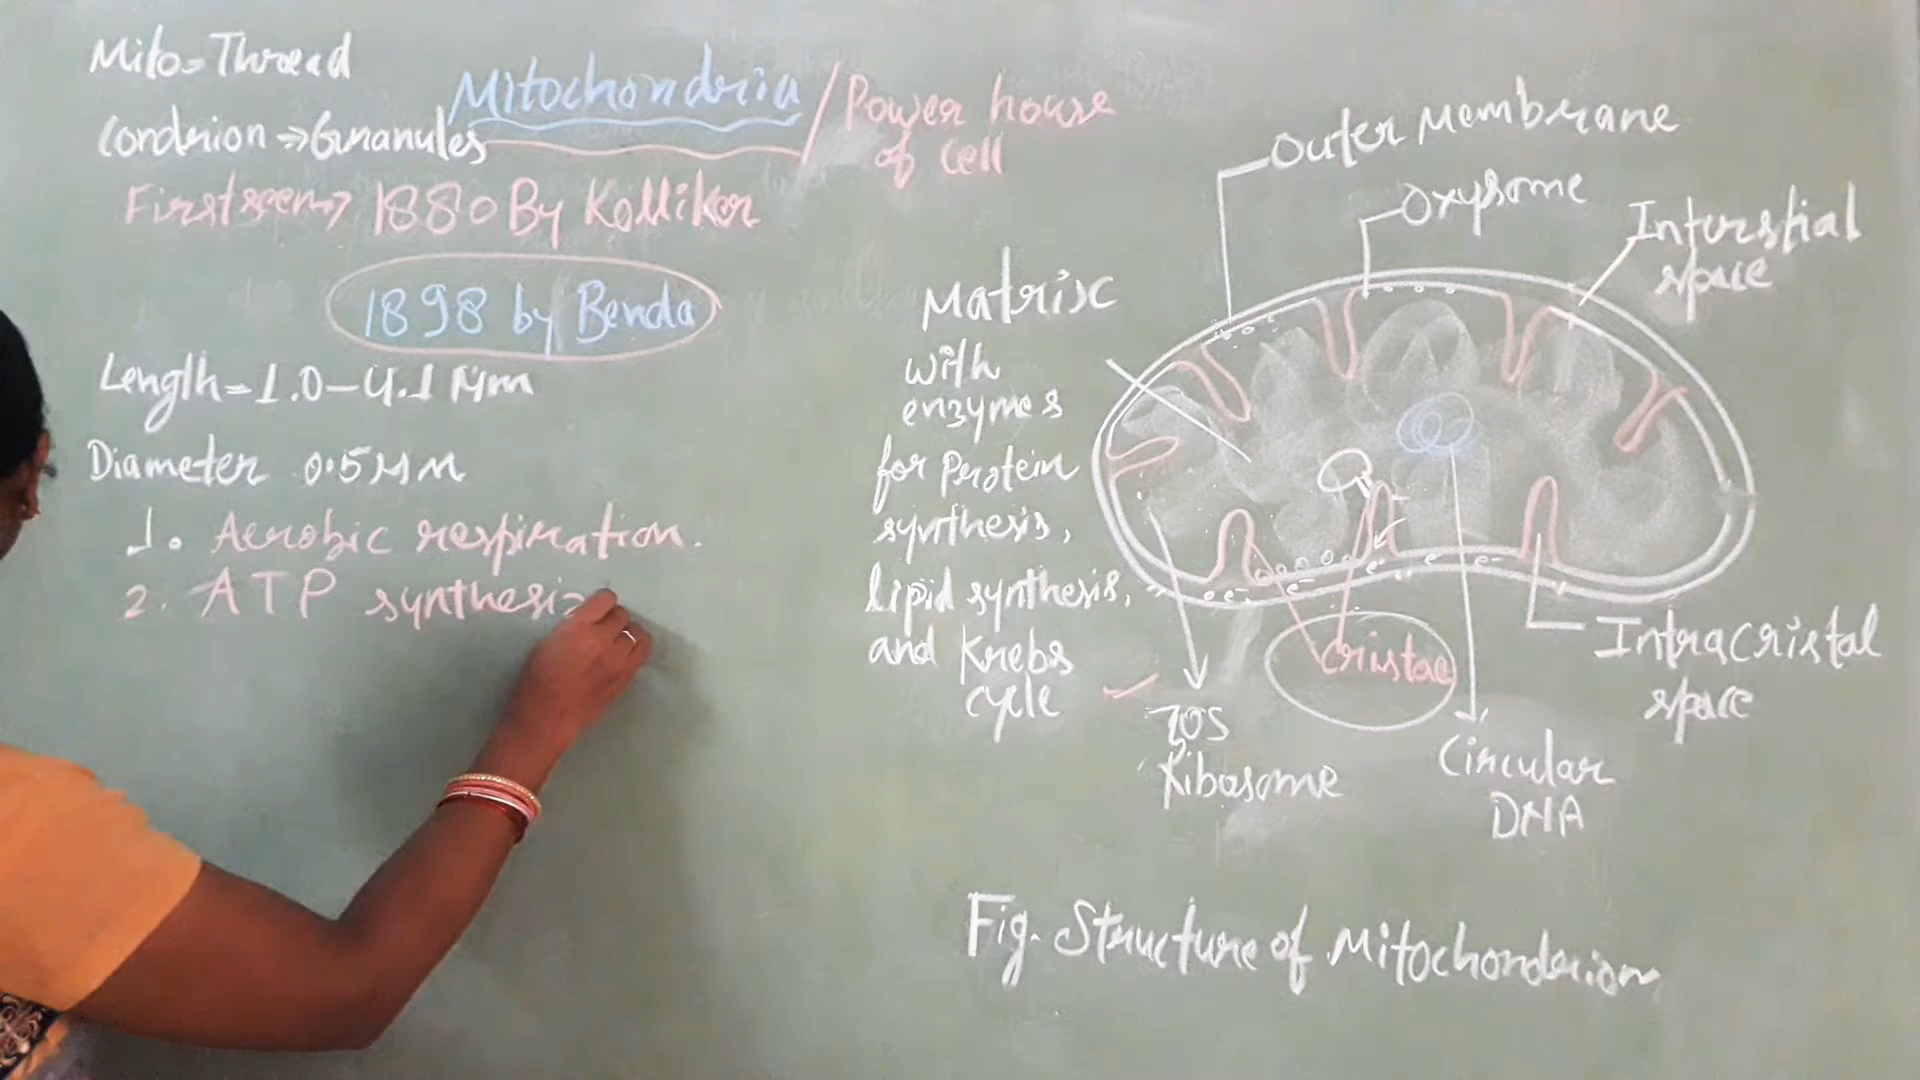 Mito=Thread
Mitochondria / Power house
of cell
Condrion ⇒ Granules
First seen → 1880 By Kolliker
1898 by Benda
Length = 1.0–4.1 Mm
Diameter 0.5 MM
1. Aerobic respiration.
2. ATP synthesis
Outer Membrane
Oxysome
Interstial
space
Matrix
with
enzymes
for Protein
synthesis,
lipid synthesis,
and Krebs
cycle
70S
Ribosome
Cristae
Circular
DNA
Intracristal
space
e- e- e- e- e-
Fig. Structure of Mitochondrion